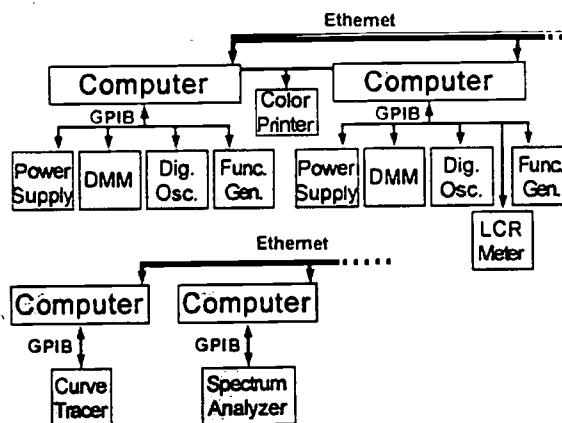 Ethernet
Computer
Computer
Color
Printer
GPIB
GPIB
Power
Supply
DMM
Dig.
Osc.
Func.
Gen.
Power
Supply
DMM
Dig.
Osc.
Func.
Gen.
LCR
Meter
Ethernet
Computer
Computer
GPIB
GPIB
Curve
Tracer
Spectrum
Analyzer